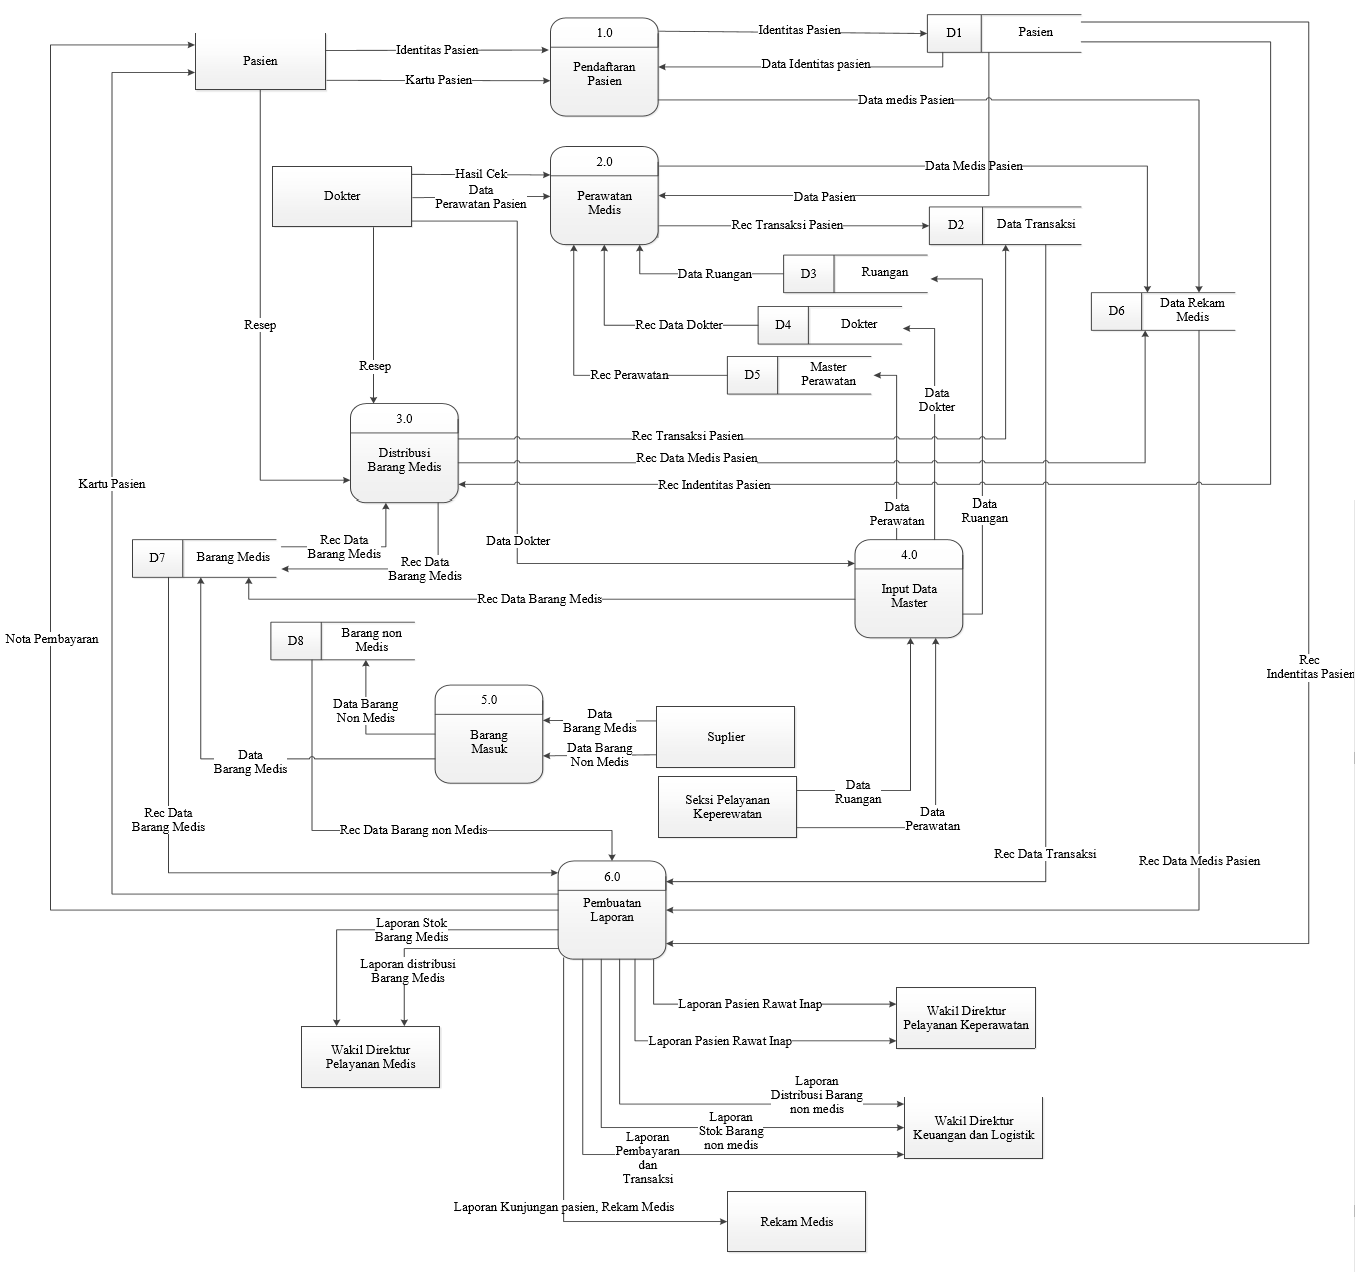 1.0
Pendaftaran
Pasien
Pasien
Identitas Pasien
Kartu Pasien
Identitas Pasien
D1
Pasien
Data Identitas pasien
Data medis Pasien
2.0
Perawatan
Medis
Dokter
Hasil Cek
Data
Perawatan Pasien
Data Medis Pasien
Data Pasien
Rec Transaksi Pasien
D2
Data Transaksi
Data Ruangan
D3
Ruangan
D6
Data Rekam
Medis
Rec Data Dokter
D4
Dokter
Rec Perawatan
D5
Master
Perawatan
Resep
Resep
Data
Dokter
3.0
Distribusi
Barang Medis
Rec Transaksi Pasien
Rec Data Medis Pasien
Rec Indentitas Pasien
Kartu Pasien
Data
Perawatan
Data
Ruangan
Data Dokter
D7
Barang Medis
Rec Data
Barang Medis
Rec Data
Barang Medis
4.0
Input Data
Master
Rec Data Barang Medis
Nota Pembayaran
D8
Barang non
Medis
Rec
Indentitas Pasien
Data Barang
Non Medis
5.0
Barang
Masuk
Data
Barang Medis
Data Barang
Non Medis
Suplier
Data
Barang Medis
Seksi Pelayanan
Keperewatan
Data
Ruangan
Data
Perawatan
Rec Data
Barang Medis
Rec Data Barang non Medis
Rec Data Transaksi
Rec Data Medis Pasien
6.0
Pembuatan
Laporan
Laporan Stok
Barang Medis
Laporan distribusi
Barang Medis
Wakil Direktur
Pelayanan Medis
Laporan Pasien Rawat Inap
Laporan Pasien Rawat Inap
Wakil Direktur
Pelayanan Keperawatan
Laporan
Distribusi Barang
non medis
Laporan
Stok Barang
non medis
Laporan
Pembayaran
dan
Transaksi
Wakil Direktur
Keuangan dan Logistik
Laporan Kunjungan pasien, Rekam Medis
Rekam Medis